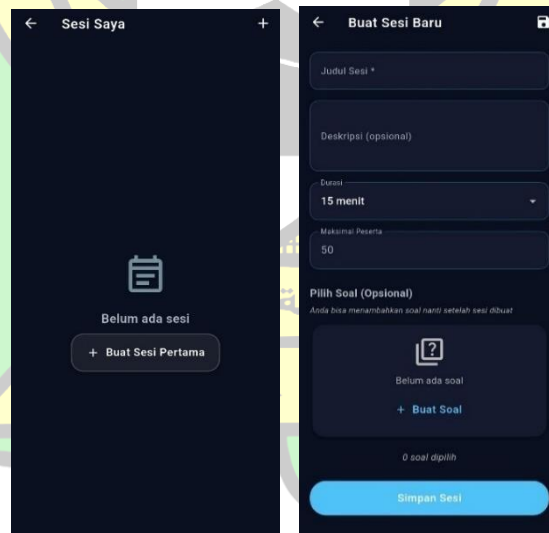 Sesi Saya
+
Belum ada sesi
+ Buat Sesi Pertama
Buat Sesi Baru
Judul Sesi *
Deskripsi (opsional)
Durasi
15 menit
Maksimal Peserta
50
Pilih Soal (Opsional)
Anda bisa menambahkan soal nanti setelah sesi dibuat
Belum ada soal
+ Buat Soal
0 soal dipilih
Simpan Sesi